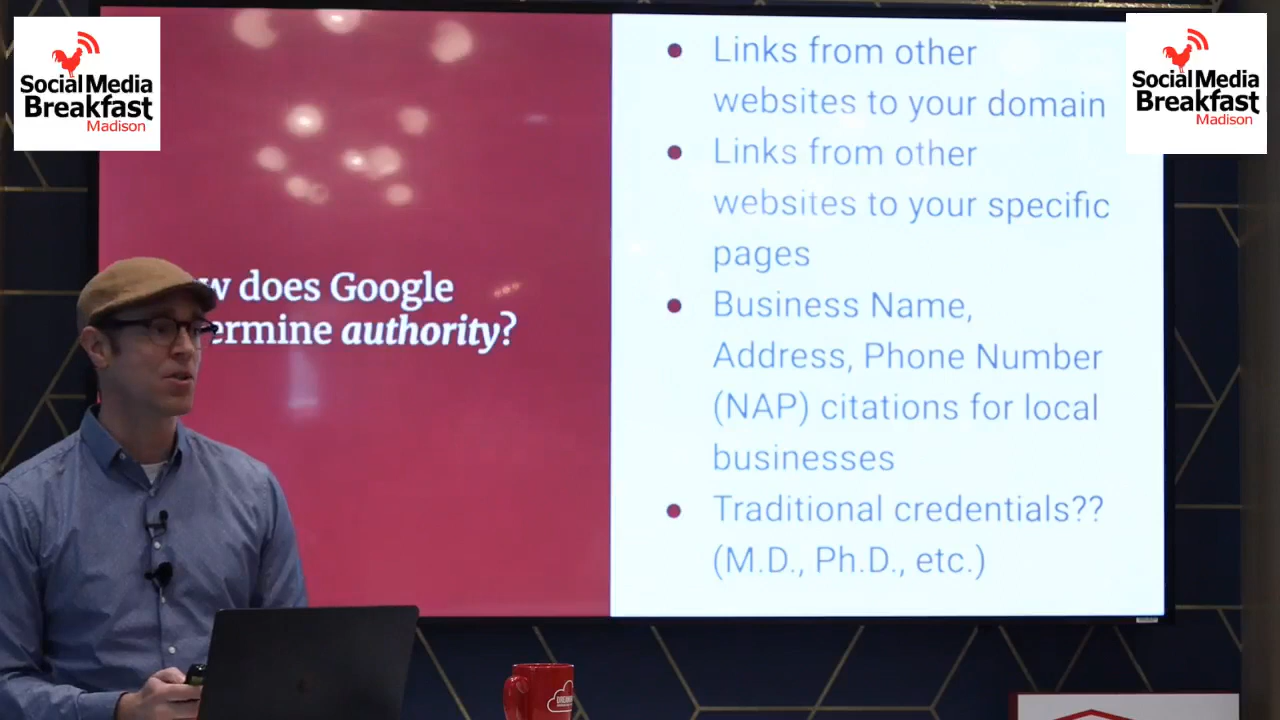 Social Media
Breakfast
Madison
Social Media
Breakfast
Madison
w does Google
ermine authority?
● Links from other
websites to your domain
● Links from other
websites to your specific
pages
● Business Name,
Address, Phone Number
(NAP) citations for local
businesses
● Traditional credentials??
(M.D., Ph.D., etc.)